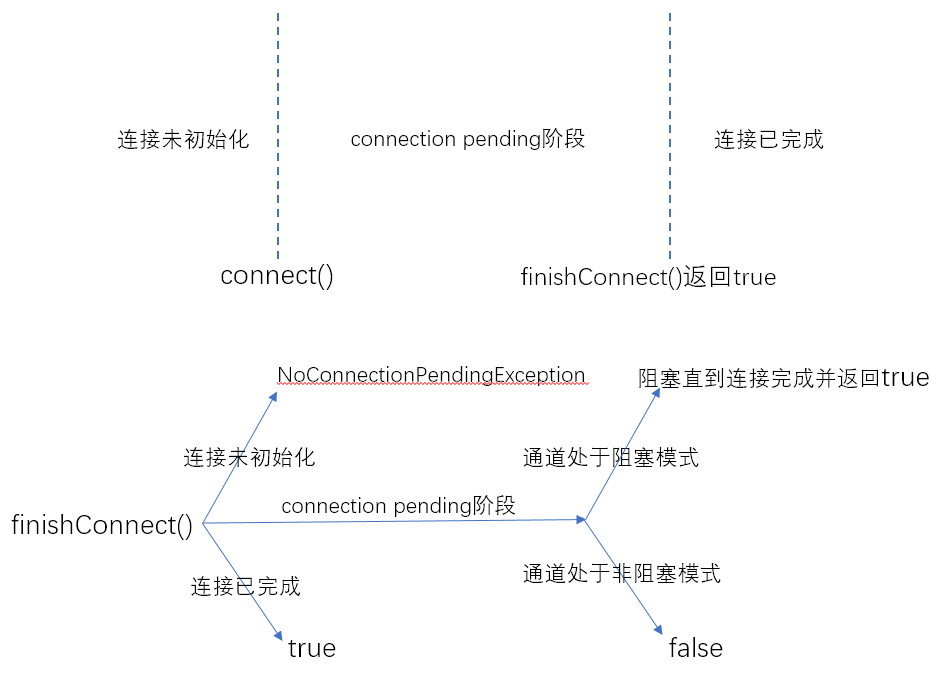 连接未初始化
connection pending阶段
连接已完成
connect()
finishConnect()返回true
NoConnectionPendingException
阻塞直到连接完成并返回true
连接未初始化
通道处于阻塞模式
connection pending阶段
finishConnect()
通道处于非阻塞模式
连接已完成
true
false